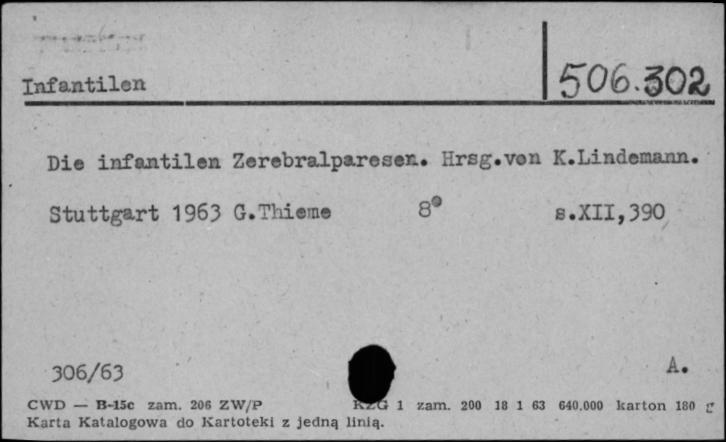 Infantilen 506.302
Die infantilen Zerebralparesen. Hrsg.von K.Lindemann.
Stuttgart 1963 G.Thieme 8° s.XII,390
306/63 A.
CWD — B-15c zam. 206 ZW/P KZG 1 zam. 200 18 1 63 640.000 karton 180 g
Karta Katalogowa do Kartoteki z jedną linią.